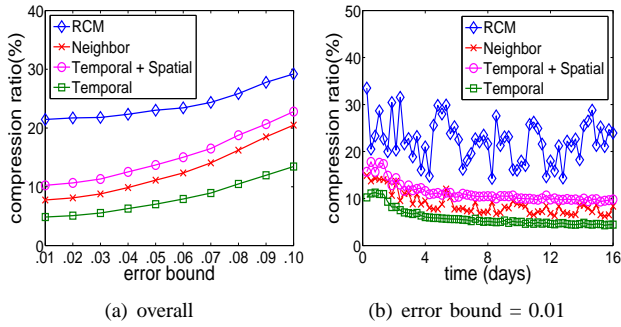 compression ratio(%)
40
30
20
10
0
RCM
Neighbor
Temporal + Spatial
Temporal
.01 .02 .03 .04 .05 .06 .07 .08 .09 .10
error bound
(a) overall
compression ratio(%)
50
40
30
20
10
0
RCM
Neighbor
Temporal + Spatial
Temporal
0 4 8 12 16
time (days)
(b) error bound = 0.01